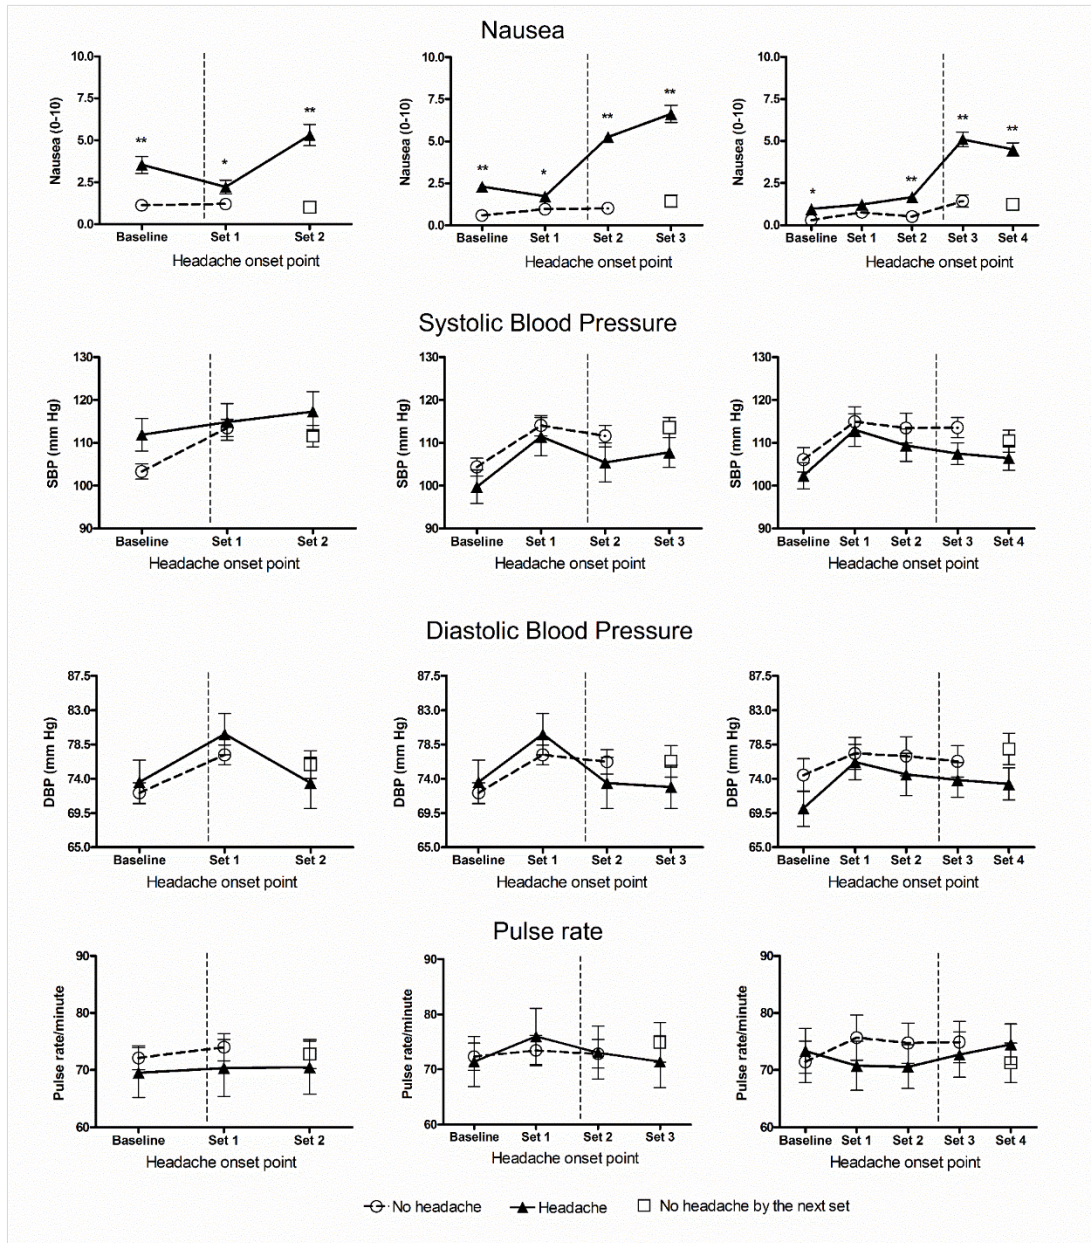 Nausea
10.0
7.5
5.0
2.5
0.0
Nausea (0-10)
**
*
**
Baseline
Set 1
Set 2
Headache onset point
10.0
7.5
5.0
2.5
0.0
Nausea (0-10)
**
*
**
**
Baseline
Set 1
Set 2
Set 3
Headache onset point
10.0
7.5
5.0
2.5
0.0
Nausea (0-10)
*
**
**
**
Baseline
Set 1
Set 2
Set 3
Set 4
Headache onset point
Systolic Blood Pressure
130
120
110
100
90
SBP (mm Hg)
Baseline
Set 1
Set 2
Headache onset point
130
120
110
100
90
SBP (mm Hg)
Baseline
Set 1
Set 2
Set 3
Headache onset point
130
120
110
100
90
SBP (mm Hg)
Baseline
Set 1
Set 2
Set 3
Set 4
Headache onset point
Diastolic Blood Pressure
87.5
83.0
78.5
74.0
69.5
65.0
DBP (mm Hg)
Baseline
Set 1
Set 2
Headache onset point
87.5
83.0
78.5
74.0
69.5
65.0
DBP (mm Hg)
Baseline
Set 1
Set 2
Set 3
Headache onset point
87.5
83.0
78.5
74.0
69.5
65.0
DBP (mm Hg)
Baseline
Set 1
Set 2
Set 3
Set 4
Headache onset point
Pulse rate
90
80
70
60
Pulse rate/minute
Baseline
Set 1
Set 2
Headache onset point
90
80
70
60
Pulse rate/minute
Baseline
Set 1
Set 2
Set 3
Headache onset point
90
80
70
60
Pulse rate/minute
Baseline
Set 1
Set 2
Set 3
Set 4
Headache onset point
No headache
Headache
No headache by the next set